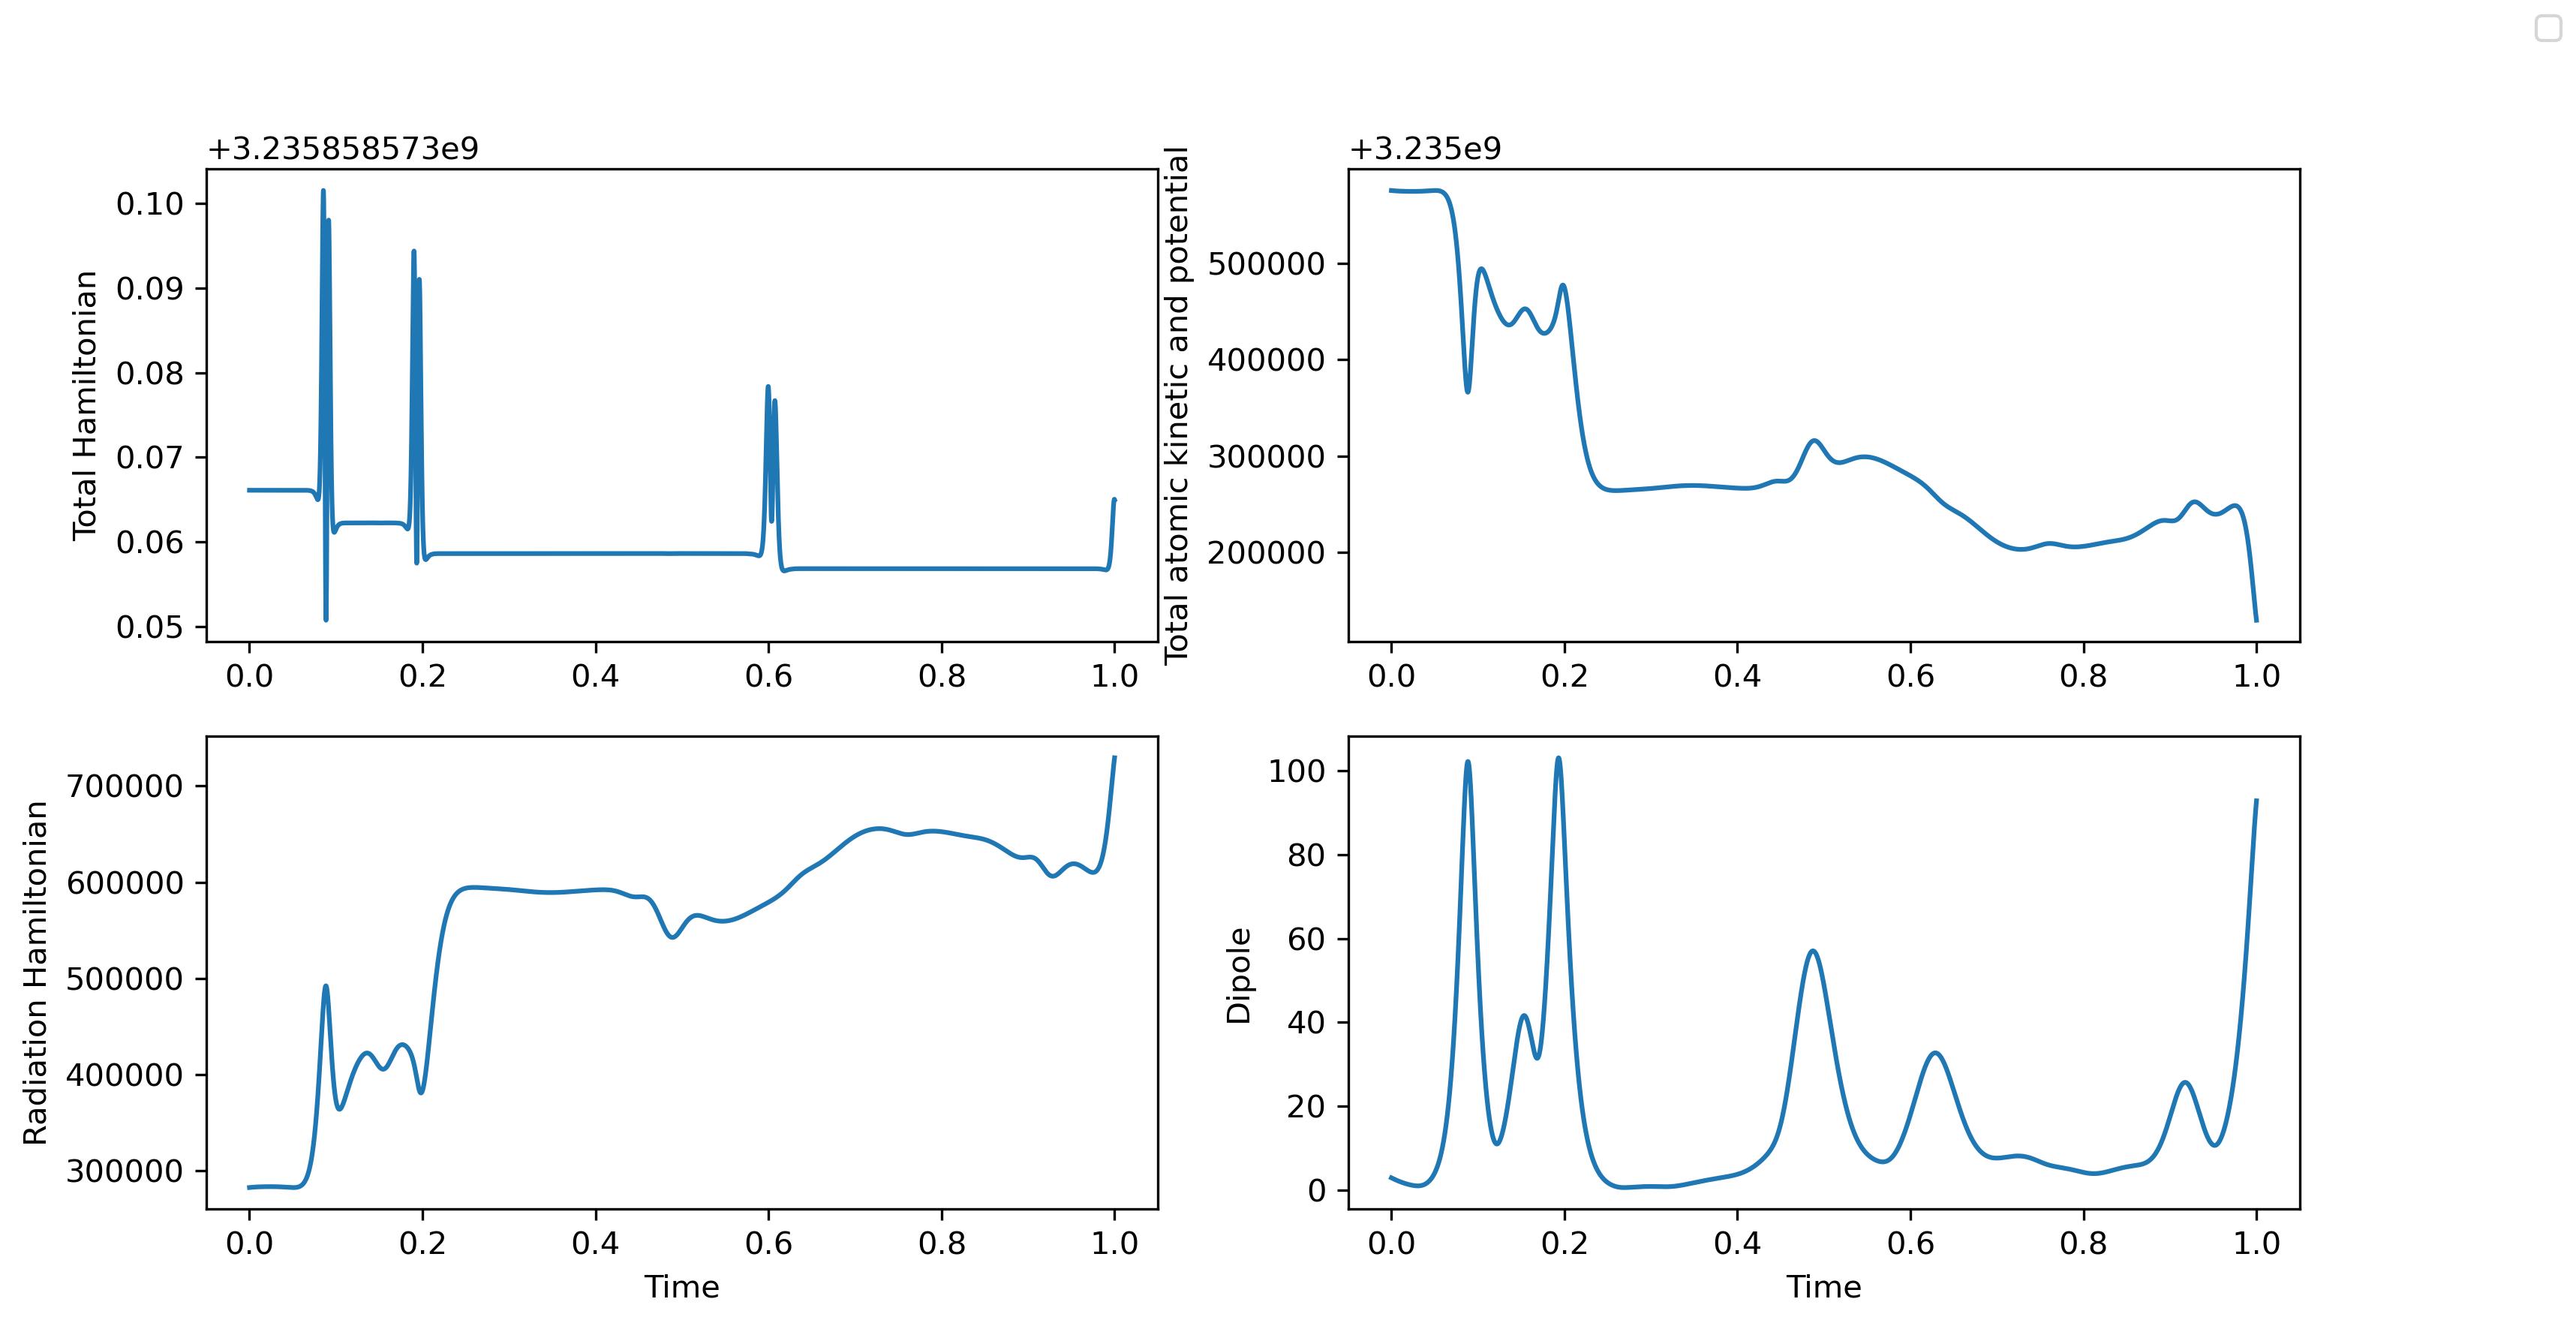 +3.235858573e9
Total Hamiltonian
0.10
0.09
0.08
0.07
0.06
0.05
0.0 0.2 0.4 0.6 0.8 1.0
+3.235e9
Total atomic kinetic and potential
500000
400000
300000
200000
0.0 0.2 0.4 0.6 0.8 1.0
Radiation Hamiltonian
700000
600000
500000
400000
300000
0.0 0.2 0.4 0.6 0.8 1.0
Time
Dipole
100
80
60
40
20
0
0.0 0.2 0.4 0.6 0.8 1.0
Time